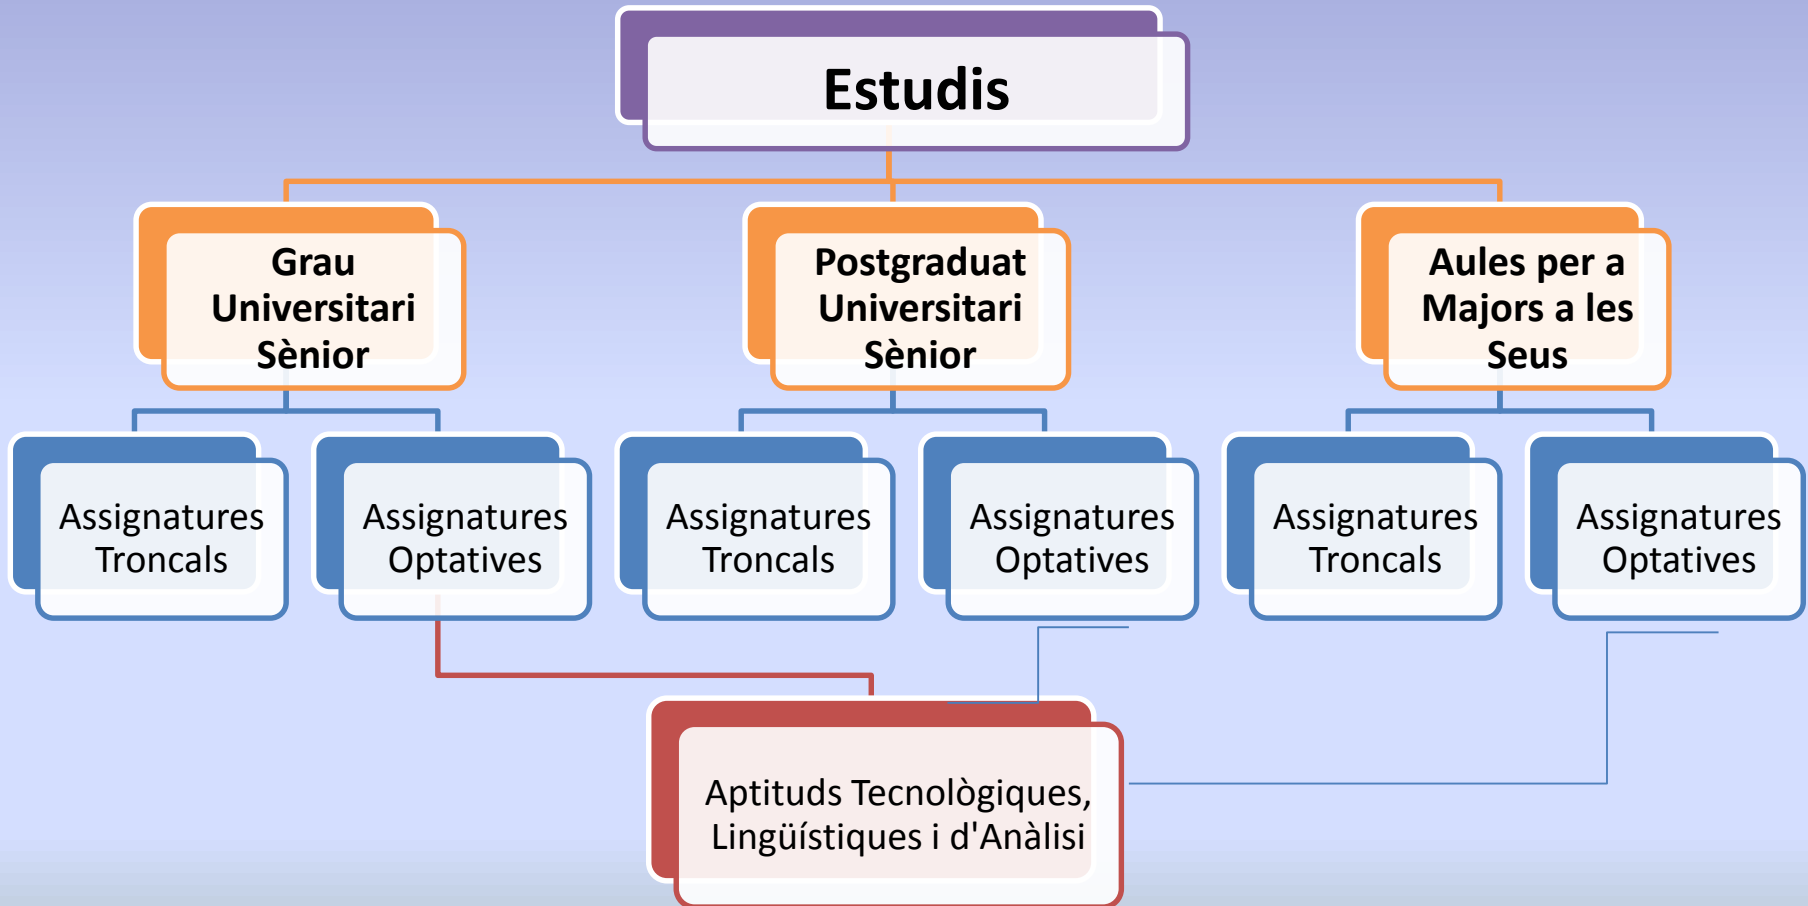 Estudis
Grau
Universitari
Sènior
Postgraduat
Universitari
Sènior
Aules per a
Majors a les
Seus
Assignatures
Troncals
Assignatures
Optatives
Assignatures
Troncals
Assignatures
Optatives
Assignatures
Troncals
Assignatures
Optatives
Aptituds Tecnològiques,
Lingüístiques i d'Anàlisi